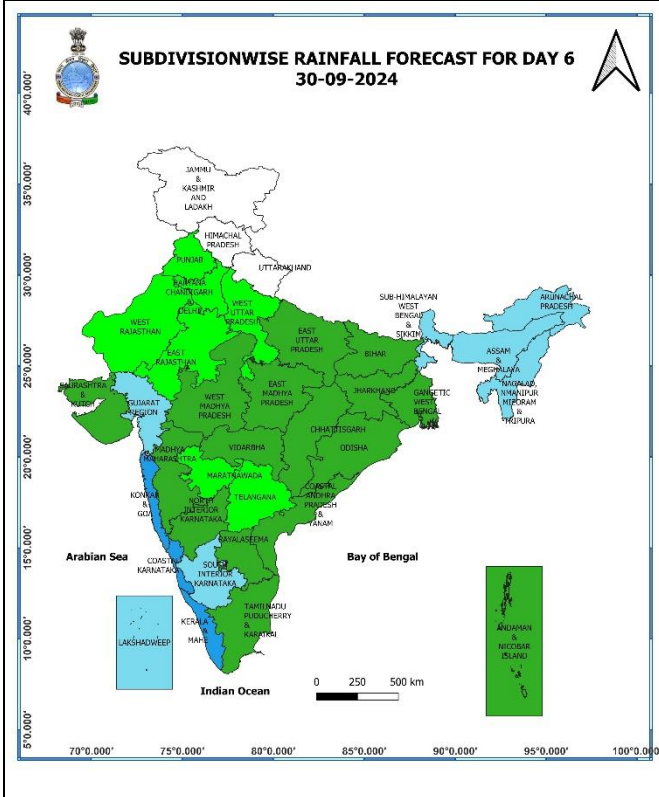 SUBDIVISIONWISE RAINFALL FORECAST FOR DAY 6
30-09-2024
40°0.000'
35°0.000'
30°0.000'
25°0.000'
20°0.000'
15°0.000'
10°0.000'
5°0.000'
JAMMU
&
KASHMIR
AND
LADAKH
HIMACHAL
PRADESH
PUNJAB
UTTARAKHAND
CHANDIGARH
&
DELHI
WEST
RAJASTHAN
WEST
UTTAR
PRADESH
EAST
RAJASTHAN
EAST
UTTAR
PRADESH
BIHAR
SUB-HIMALAYAN
WEST
BENGAL
&
SIKKIM
ARUNACHAL
PRADESH
ASSAM
&
MEGHALAYA
&
TRIPURA
SAURASHTRA
&
KUTCH
GUJARAT
REGION
WEST
MADHYA
PRADESH
EAST
MADHYA
PRADESH
JHARKHAND
GANGETIC
WEST
BENGAL
CHHATTISGARH
ODISHA
VIDARBHA
MADHYA
MAHARASHTRA
MARATHAWADA
TELANGANA
KONKAN
&
GOA
NORTH
INTERIOR
KARNATAKA
COASTAL
ANDHRA
PRADESH
&
YANAM
RAYALASEEMA
COASTAL
KARNATAKA
SOUTH
INTERIOR
KARNATAKA
Arabian Sea
Bay of Bengal
TAMILNADU
PUDUCHERRY
&
KARAIKAL
KERALA
MAHE
LAKSHADWEEP
ANDAMAN
&
NICOBAR
ISLAND
Indian Ocean
0 250 500 km
70°0.000' 75°0.000' 80°0.000' 85°0.000' 90°0.000' 95°0.000' 100°0.000'